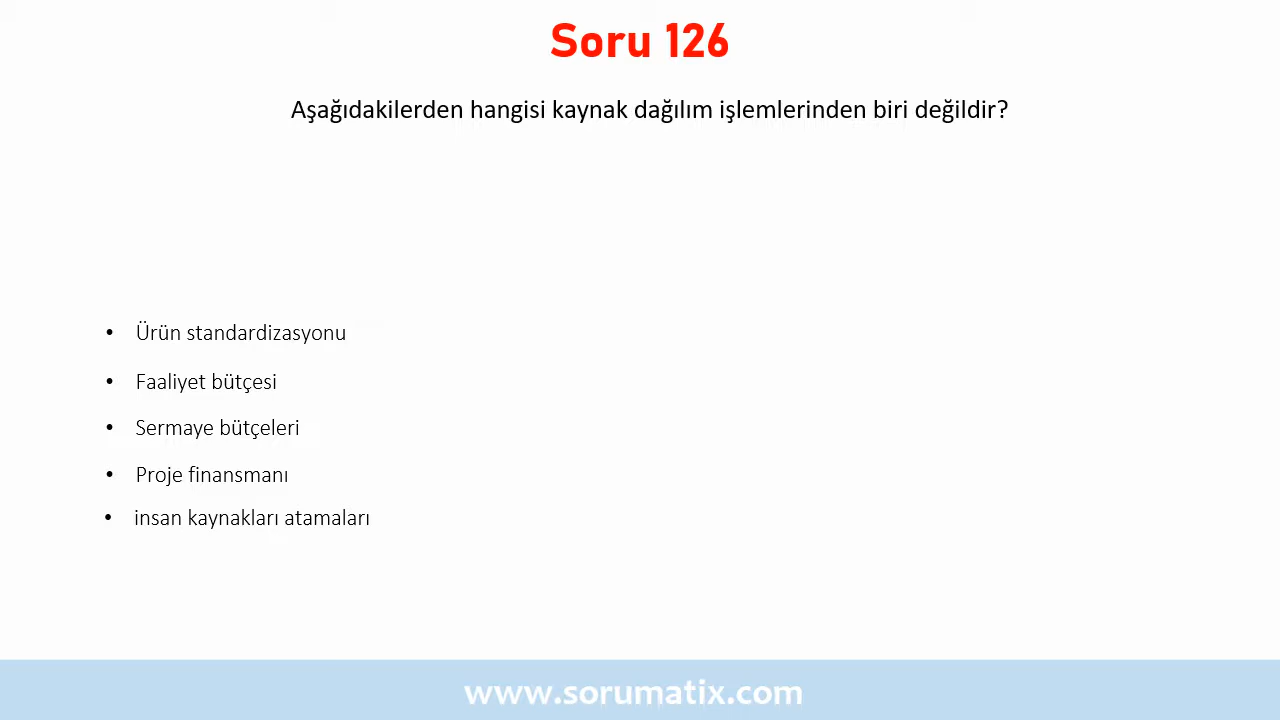 Soru 126
Aşağıdakilerden hangisi kaynak dağılım işlemlerinden biri değildir?
• Ürün standardizasyonu
• Faaliyet bütçesi
• Sermaye bütçeleri
• Proje finansmanı
• insan kaynakları atamaları
www.sorumatix.com